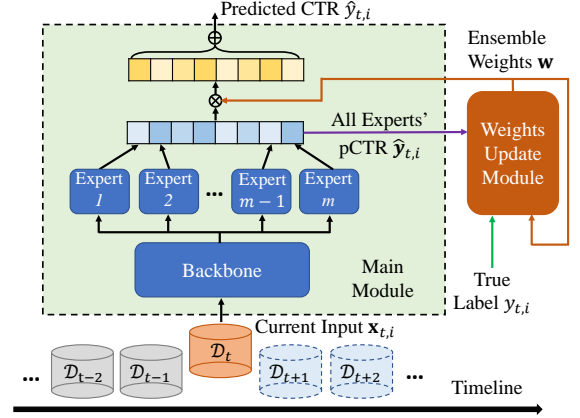 Predicted CTR ŷ_{t,i}
Ensemble
Weights w
All Experts'
pCTR ŷ_{t,i}
Weights
Update
Module
Expert
1
Expert
2
...
Expert
m − 1
Expert
m
Backbone
Main
Module
True
Label y_{t,i}
Current Input x_{t,i}
... D_{t−2} D_{t−1} D_t D_{t+1} D_{t+2} ...
Timeline